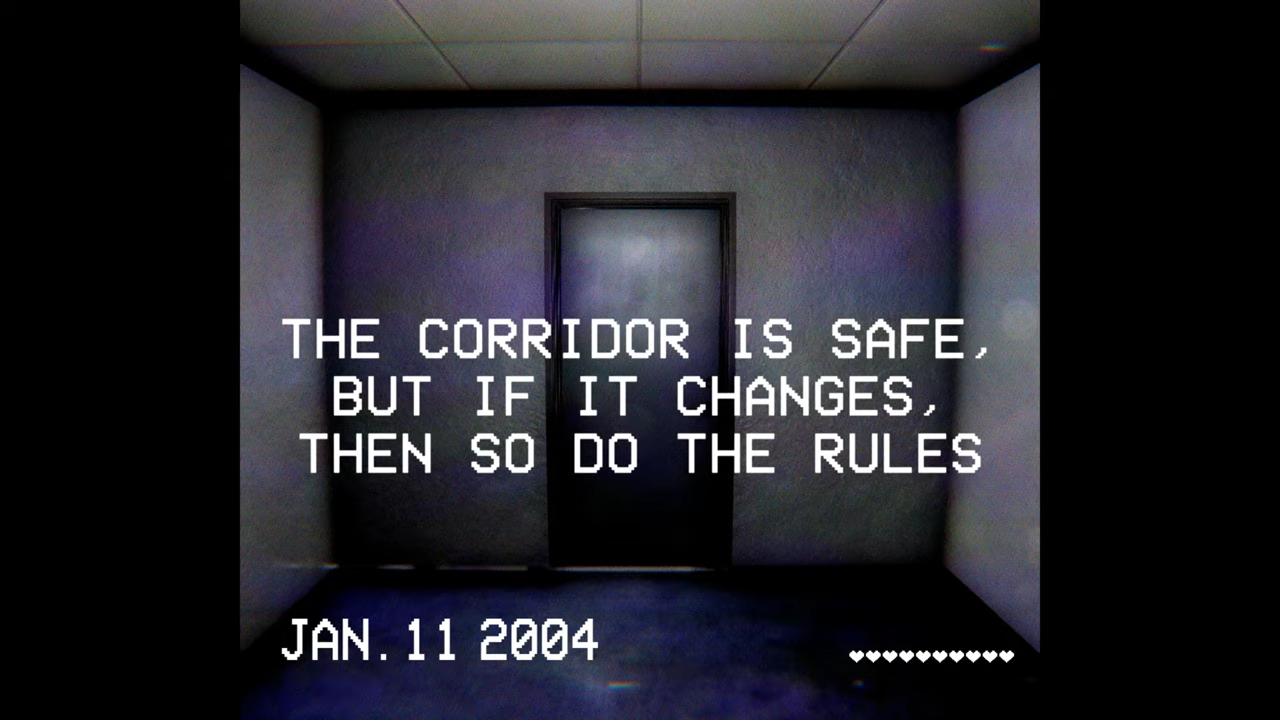 THE CORRIDOR IS SAFE,
BUT IF IT CHANGES,
THEN SO DO THE RULES
JAN. 11 2004